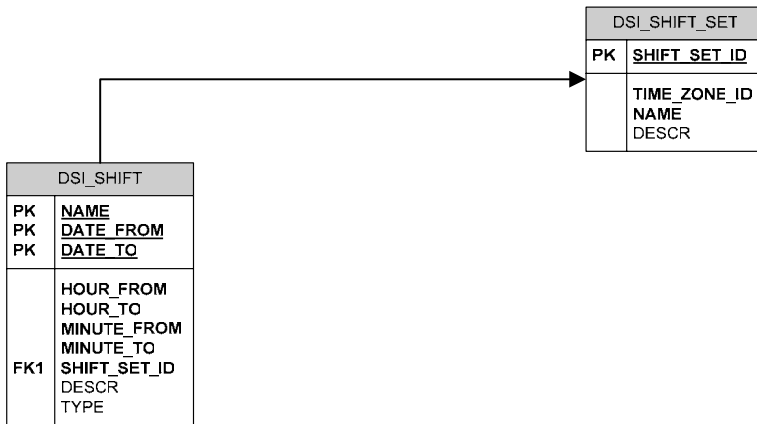 DSI_SHIFT_SET
PK SHIFT_SET_ID
TIME_ZONE_ID
NAME
DESCR
DSI_SHIFT
PK NAME
PK DATE_FROM
PK DATE_TO
HOUR_FROM
HOUR_TO
MINUTE_FROM
MINUTE_TO
FK1 SHIFT_SET_ID
DESCR
TYPE